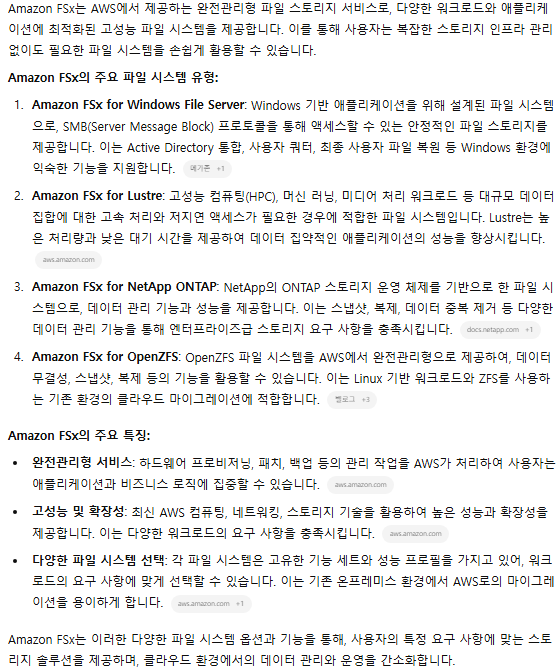 Amazon FSx는 AWS에서 제공하는 완전관리형 파일 스토리지 서비스로, 다양한 워크로드와 애플리케
이션에 최적화된 고성능 파일 시스템을 제공합니다. 이를 통해 사용자는 복잡한 스토리지 인프라 관리
없이도 필요한 파일 시스템을 손쉽게 활용할 수 있습니다.
Amazon FSx의 주요 파일 시스템 유형:
1. Amazon FSx for Windows File Server: Windows 기반 애플리케이션을 위해 설계된 파일 시스템
으로, SMB(Server Message Block) 프로토콜을 통해 액세스할 수 있는 안정적인 파일 스토리지를
제공합니다. 이는 Active Directory 통합, 사용자 쿼터, 최종 사용자 파일 복원 등 Windows 환경에
익숙한 기능을 지원합니다. 메가존 +1
2. Amazon FSx for Lustre: 고성능 컴퓨팅(HPC), 머신 러닝, 미디어 처리 워크로드 등 대규모 데이터
집합에 대한 고속 처리와 저지연 액세스가 필요한 경우에 적합한 파일 시스템입니다. Lustre는 높
은 처리량과 낮은 대기 시간을 제공하여 데이터 집약적인 애플리케이션의 성능을 향상시킵니다.
aws.amazon.com
3. Amazon FSx for NetApp ONTAP: NetApp의 ONTAP 스토리지 운영 체제를 기반으로 한 파일 시
스템으로, 데이터 관리 기능과 성능을 제공합니다. 이는 스냅샷, 복제, 데이터 중복 제거 등 다양한
데이터 관리 기능을 통해 엔터프라이즈급 스토리지 요구 사항을 충족시킵니다. docs.netapp.com +1
4. Amazon FSx for OpenZFS: OpenZFS 파일 시스템을 AWS에서 완전관리형으로 제공하여, 데이터
무결성, 스냅샷, 복제 등의 기능을 활용할 수 있습니다. 이는 Linux 기반 워크로드와 ZFS를 사용하
는 기존 환경의 클라우드 마이그레이션에 적합합니다. 벨로그 +3
Amazon FSx의 주요 특징:
• 완전관리형 서비스: 하드웨어 프로비저닝, 패치, 백업 등의 관리 작업을 AWS가 처리하여 사용자는
애플리케이션과 비즈니스 로직에 집중할 수 있습니다. aws.amazon.com
• 고성능 및 확장성: 최신 AWS 컴퓨팅, 네트워킹, 스토리지 기술을 활용하여 높은 성능과 확장성을
제공합니다. 이는 다양한 워크로드의 요구 사항을 충족시킵니다. aws.amazon.com
• 다양한 파일 시스템 선택: 각 파일 시스템은 고유한 기능 세트와 성능 프로필을 가지고 있어, 워크
로드의 요구 사항에 맞게 선택할 수 있습니다. 이는 기존 온프레미스 환경에서 AWS로의 마이그레
이션을 용이하게 합니다. aws.amazon.com +1
Amazon FSx는 이러한 다양한 파일 시스템 옵션과 기능을 통해, 사용자의 특정 요구 사항에 맞는 스토
리지 솔루션을 제공하며, 클라우드 환경에서의 데이터 관리와 운영을 간소화합니다.